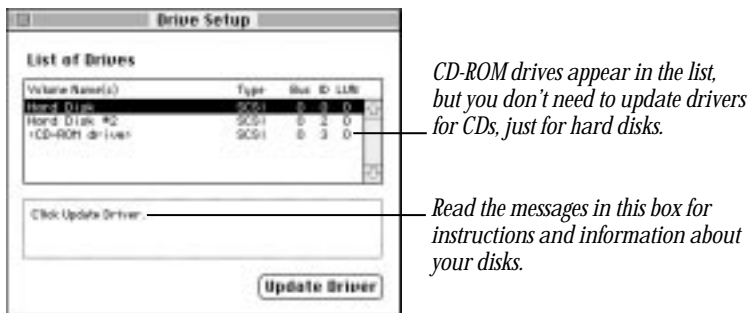 Drive Setup
List of Drives
Volume Name(s) Type Bus ID LUN
Hard Disk SCSI 0 0 0
Hard Disk #2 SCSI 0 2 0
<CD-ROM drive> SCSI 0 3 0
CD-ROM drives appear in the list,
but you don't need to update drivers
for CDs, just for hard disks.
Click Update Driver.
Read the messages in this box for
instructions and information about
your disks.
Update Driver